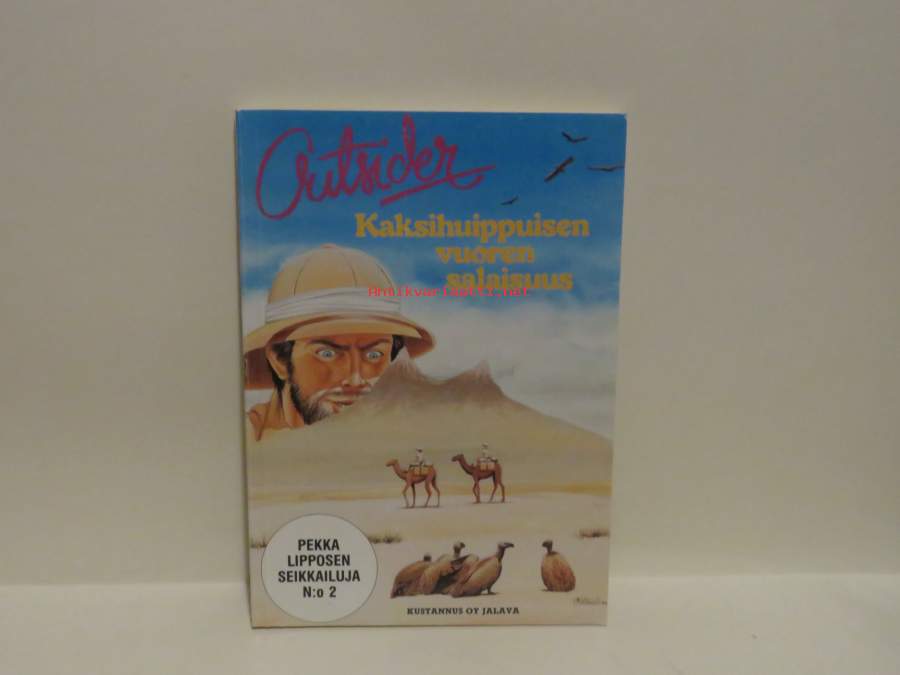 Outsider
Kaksihuippuisen
vuoren
salaisuus
Antikvariaatti.net
PEKKA
LIPPOSEN
SEIKKAILUJA
N:o 2
KUSTANNUS OY JALAVA